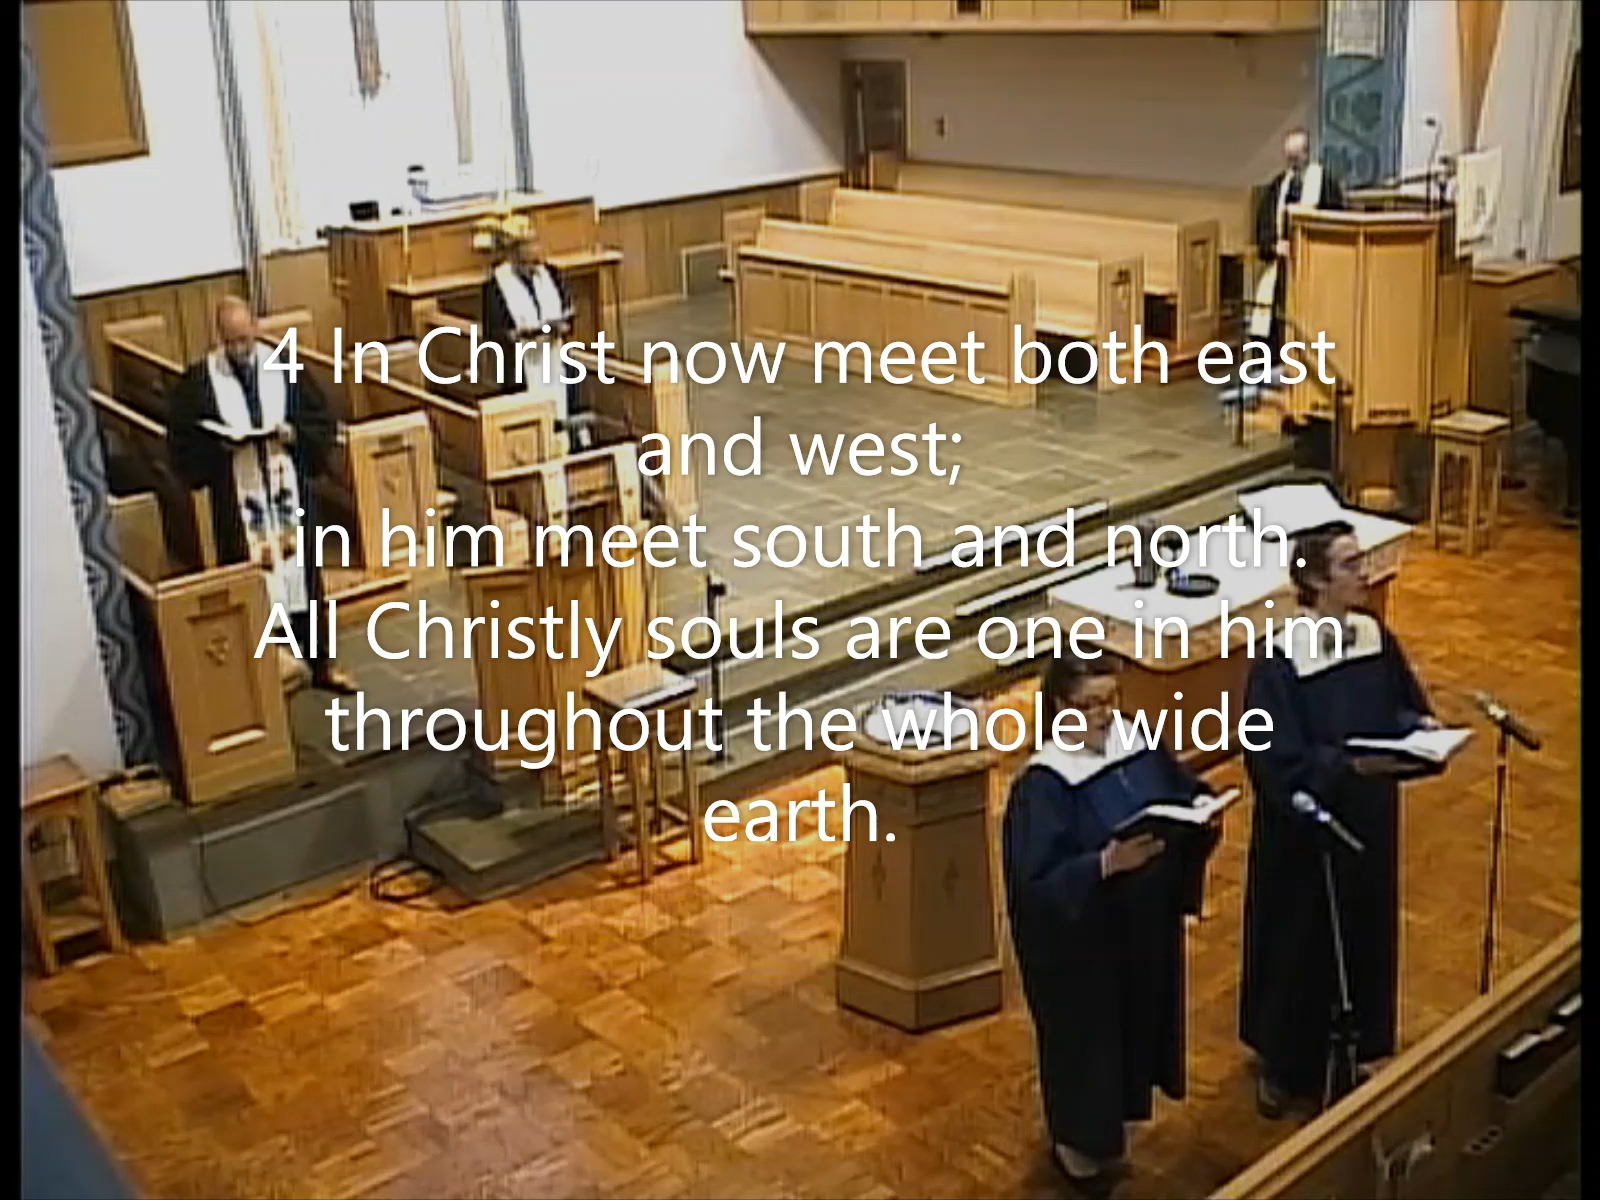 4 In Christ now meet both east
and west;
in him meet south and north.
All Christly souls are one in him
throughout the whole wide
earth.